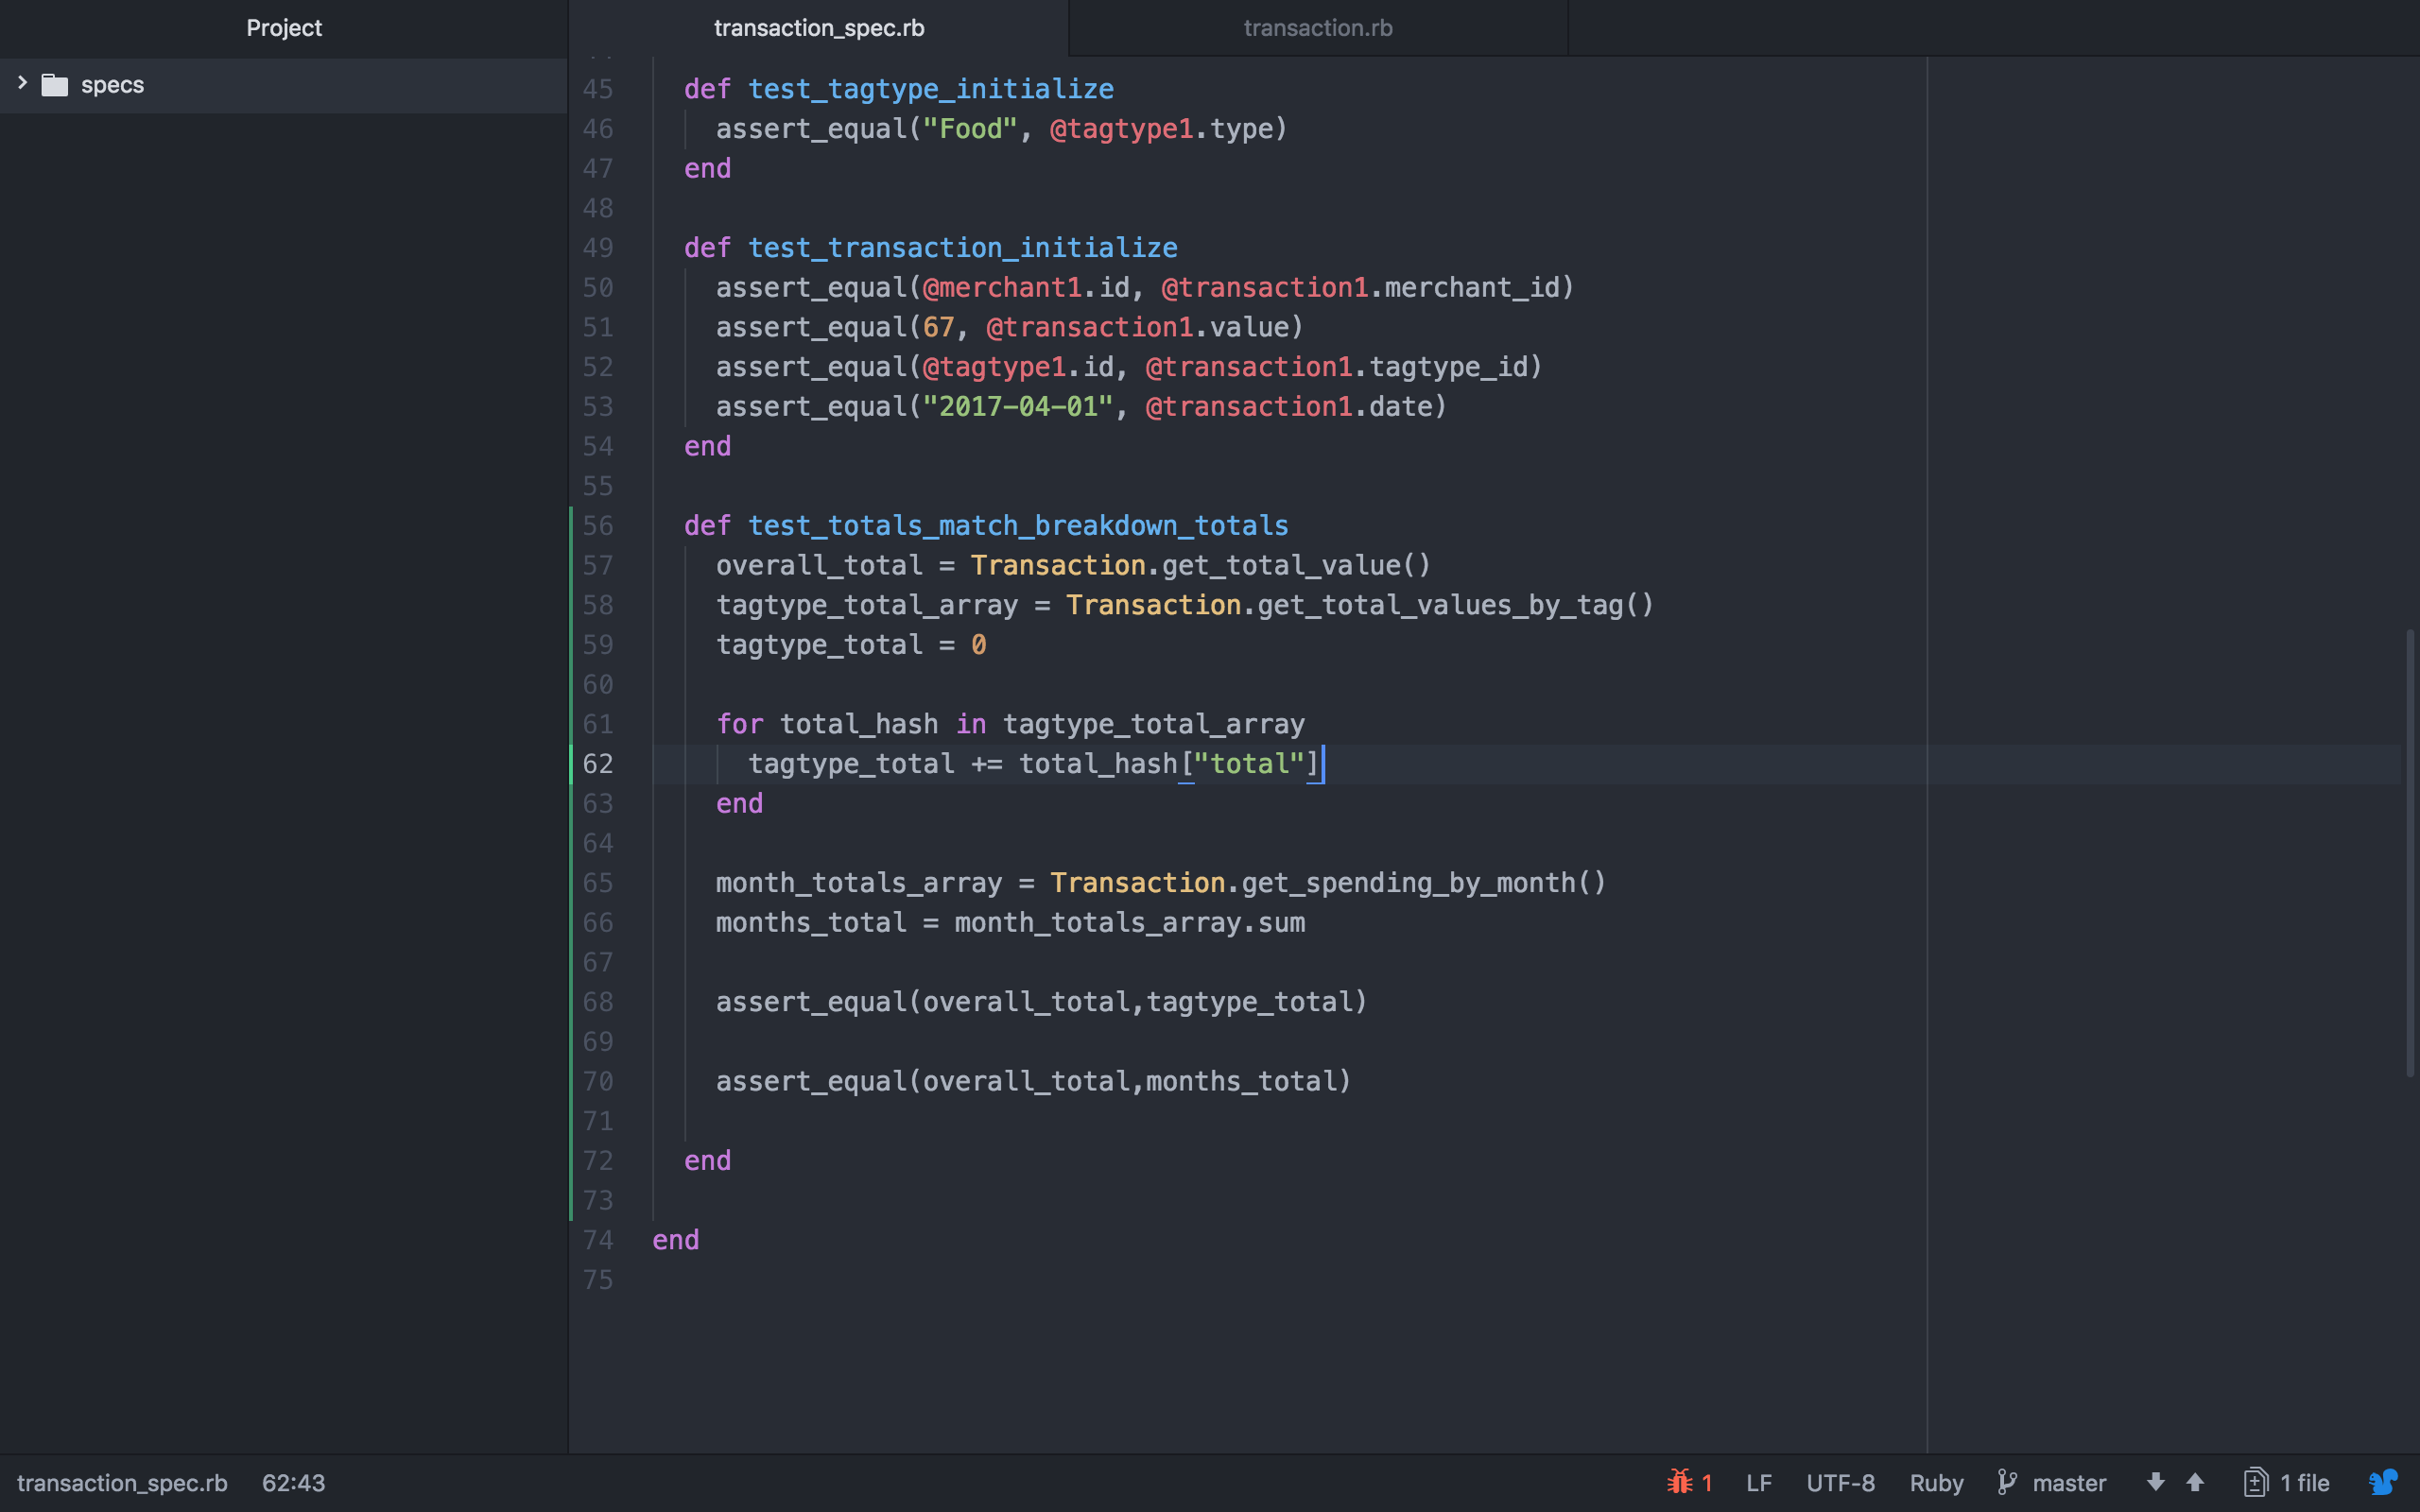 Project
transaction_spec.rb
transaction.rb
specs
45 def test_tagtype_initialize
46 assert_equal("Food", @tagtype1.type)
47 end
48
49 def test_transaction_initialize
50 assert_equal(@merchant1.id, @transaction1.merchant_id)
51 assert_equal(67, @transaction1.value)
52 assert_equal(@tagtype1.id, @transaction1.tagtype_id)
53 assert_equal("2017-04-01", @transaction1.date)
54 end
55
56 def test_totals_match_breakdown_totals
57 overall_total = Transaction.get_total_value()
58 tagtype_total_array = Transaction.get_total_values_by_tag()
59 tagtype_total = 0
60
61 for total_hash in tagtype_total_array
62 tagtype_total += total_hash["total"]
63 end
64
65 month_totals_array = Transaction.get_spending_by_month()
66 months_total = month_totals_array.sum
67
68 assert_equal(overall_total,tagtype_total)
69
70 assert_equal(overall_total,months_total)
71
72 end
73
74 end
75
transaction_spec.rb 62:43 1 LF UTF-8 Ruby master 1 file